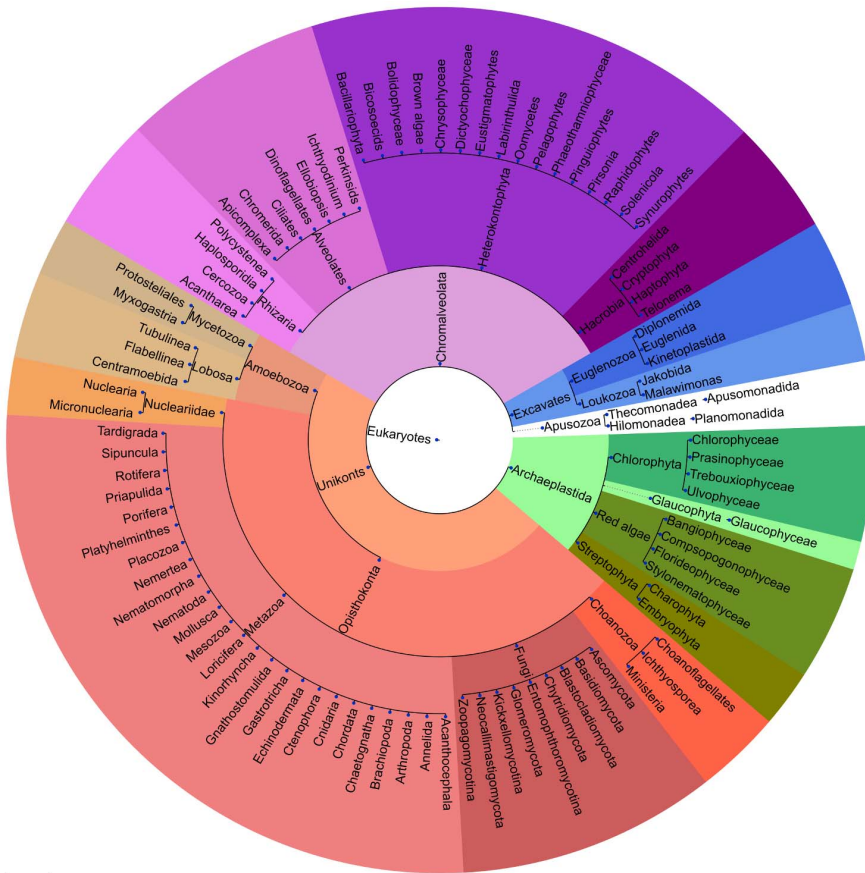 Eukaryotes
Chromalveolata
Heterokontophyta
Bacillariophyta
Bicosoecids
Bolidophyceae
Brown algae
Chrysophyceae
Dictyochophyceae
Eustigmatophytes
Labirinthulida
Oomycetes
Pelagophytes
Phaeothamniophyceae
Pinguiophytes
Pirsonia
Raphidophytes
Solenicola
Synurophytes
Hacrobia
Centrohelida
Cryptophyta
Haptophyta
Telonema
Excavates
Euglenozoa
Diplonemida
Euglenida
Kinetoplastida
Loukozoa
Jakobida
Malawimonas
Apusozoa
Thecomonadea
Apusomonadida
Hilomonadea
Planomonadida
Archaeplastida
Chlorophyta
Chlorophyceae
Prasinophyceae
Trebouxiophyceae
Ulvophyceae
Glaucophyta
Glaucophyceae
Red algae
Bangiophyceae
Compsopogonophyceae
Florideophyceae
Stylonematophyceae
Streptophyta
Charophyta
Embryophyta
Unikonts
Opisthokonta
Choanozoa
Choanoflagellates
Ichthyosporea
Ministeria
Fungi
Ascomycota
Basidiomycota
Blastocladiomycota
Chytridiomycota
Entomophthoromycotina
Glomeromycota
Kickxellomycotina
Neocallimastigomycota
Zoopagomycotina
Metazoa
Acanthocephala
Annelida
Arthropoda
Brachiopoda
Chaetognatha
Chordata
Cnidaria
Ctenophora
Echinodermata
Gastrotricha
Gnathostomulida
Kinorhyncha
Loricifera
Mesozoa
Mollusca
Nematoda
Nematomorpha
Nemertea
Placozoa
Platyhelminthes
Porifera
Priapulida
Rotifera
Sipuncula
Tardigrada
Nucleariidae
Micronuclearia
Nuclearia
Amoebozoa
Lobosa
Centramoebida
Flabellinea
Tubulinea
Mycetozoa
Myxogastria
Protosteliales
Rhizaria
Acantharea
Cercozoa
Haplosporidia
Polycystenea
Alveolates
Apicomplexa
Chromerida
Ciliates
Dinoflagellates
Ellobiopsis
Ichthyodinium
Perkinsids